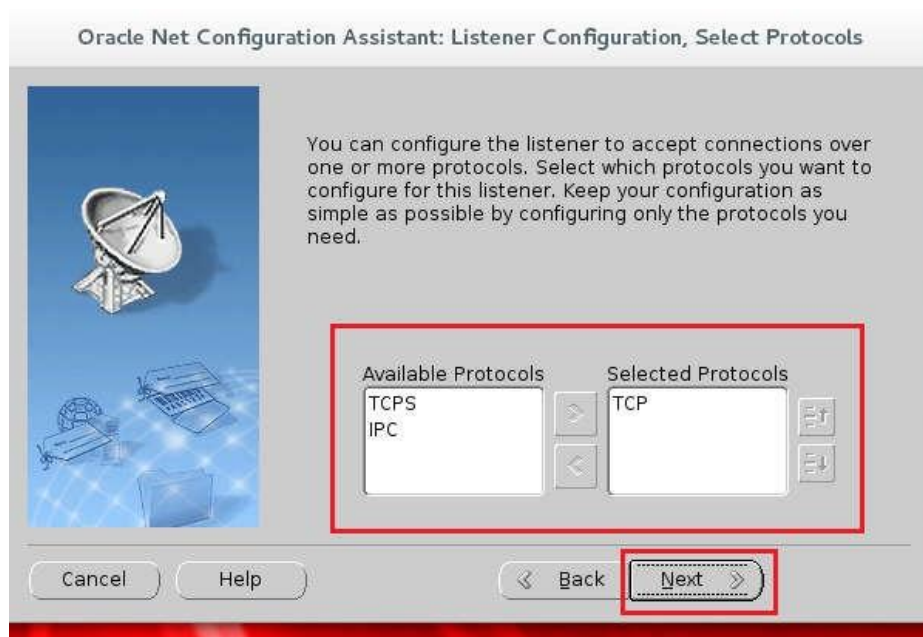 Oracle Net Configuration Assistant: Listener Configuration, Select Protocols
You can configure the listener to accept connections over
one or more protocols. Select which protocols you want to
configure for this listener. Keep your configuration as
simple as possible by configuring only the protocols you
need.
Available Protocols
Selected Protocols
TCPS
IPC
TCP
Cancel
Help
Back
Next